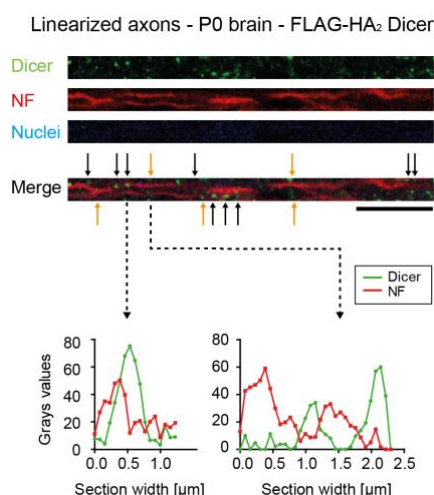 Linearized axons - P0 brain - FLAG-HA₂ Dicer
Dicer
NF
Nuclei
Merge
Dicer
NF
Grays values
80
60
40
20
0
0.0
0.5
1.0
1.5
Section width [µm]
80
60
40
20
0
0.0
0.5
1.0
1.5
2.0
2.5
Section width [µm]